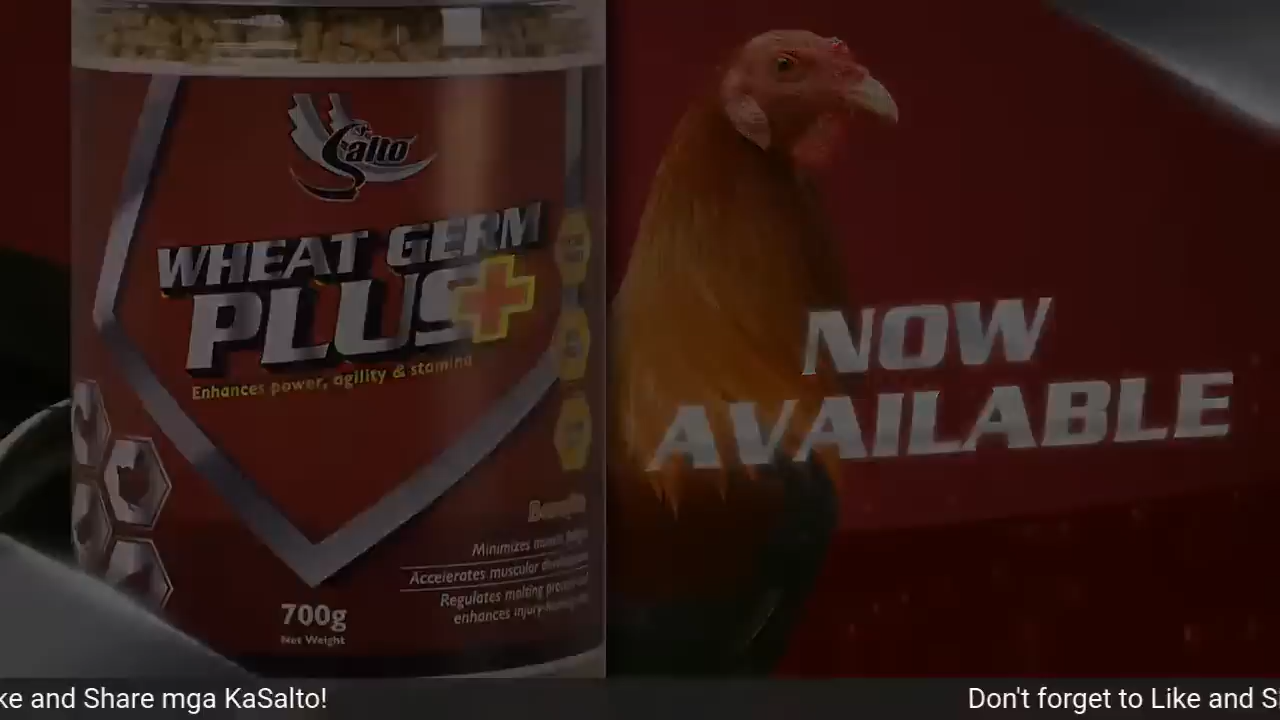 Salto
WHEAT GERM
PLUS+
Enhances power, agility & stamina
Benefits
Minimizes
Accelerates muscular
Regulates molting
enhances
700g
Net Weight
NOW
AVAILABLE
ke and Share mga KaSalto!
Don't forget to Like and S